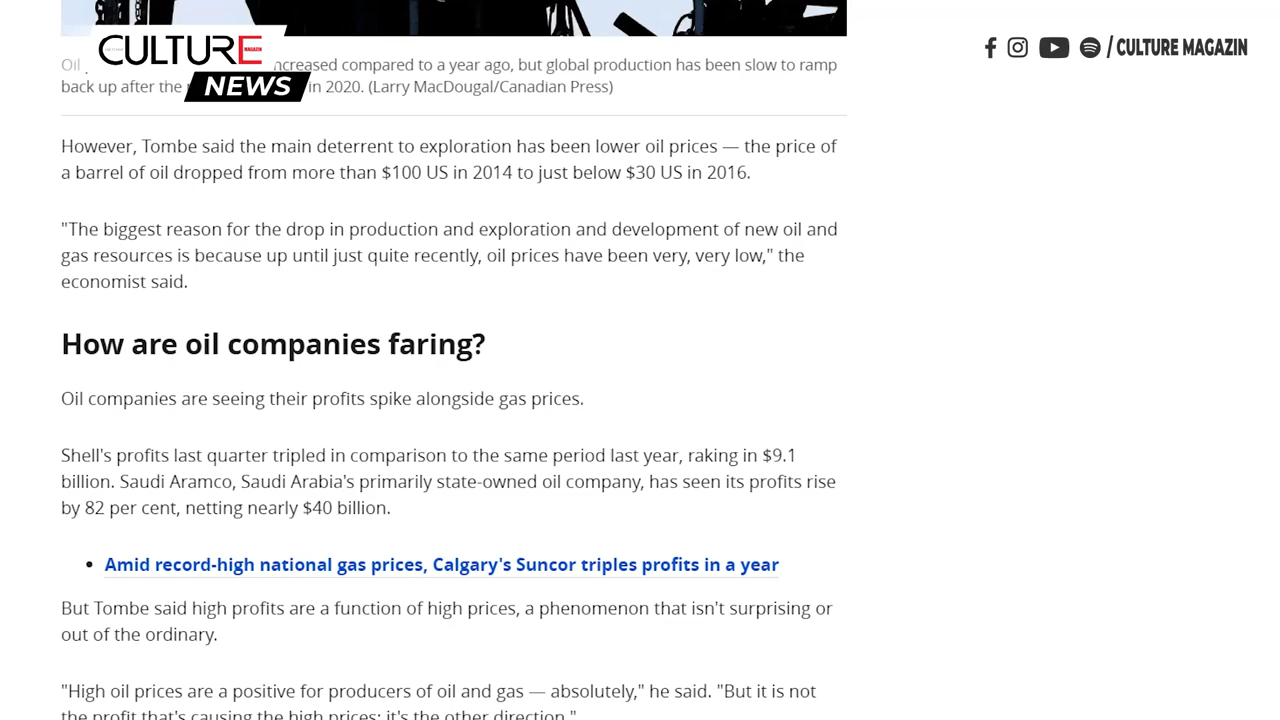 CULTURE MAGAZIN
NEWS
/ CULTURE MAGAZIN
Oil increased compared to a year ago, but global production has been slow to ramp
back up after the in 2020. (Larry MacDougal/Canadian Press)
However, Tombe said the main deterrent to exploration has been lower oil prices — the price of
a barrel of oil dropped from more than $100 US in 2014 to just below $30 US in 2016.
"The biggest reason for the drop in production and exploration and development of new oil and
gas resources is because up until just quite recently, oil prices have been very, very low," the
economist said.
How are oil companies faring?
Oil companies are seeing their profits spike alongside gas prices.
Shell's profits last quarter tripled in comparison to the same period last year, raking in $9.1
billion. Saudi Aramco, Saudi Arabia's primarily state-owned oil company, has seen its profits rise
by 82 per cent, netting nearly $40 billion.
• Amid record-high national gas prices, Calgary's Suncor triples profits in a year
But Tombe said high profits are a function of high prices, a phenomenon that isn't surprising or
out of the ordinary.
"High oil prices are a positive for producers of oil and gas — absolutely," he said. "But it is not
the profit that's causing the high prices; it's the other direction."